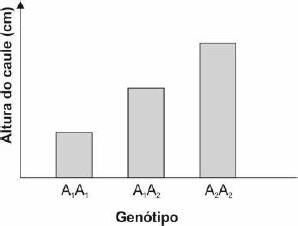 Altura do caule (cm)
A₁A₁ A₁A₂ A₂A₂
Genótipo